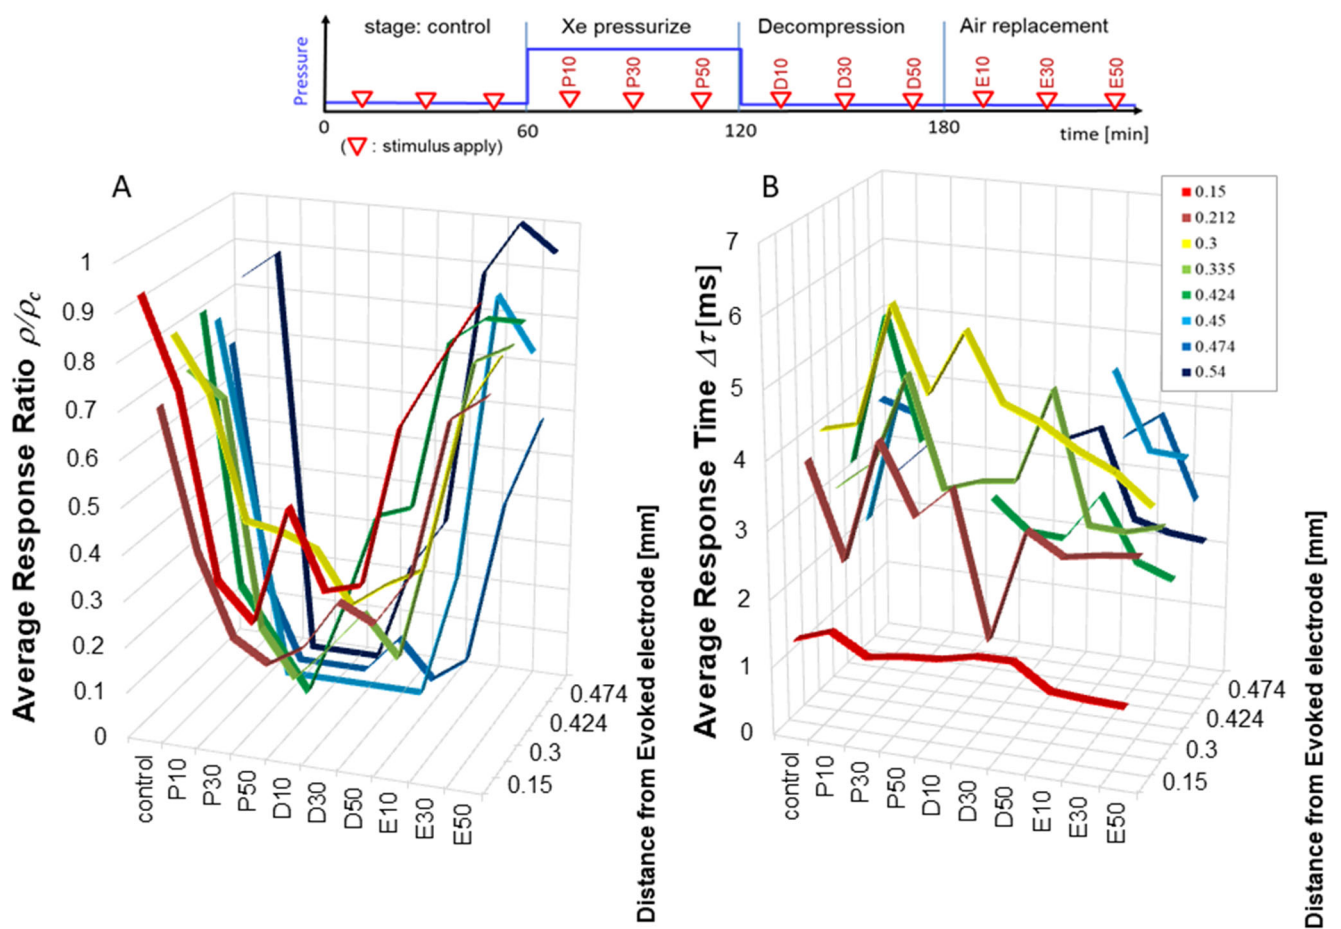 stage: control Xe pressurize Decompression Air replacement
Pressure
P10 P30 P50 D10 D30 D50 E10 E30 E50
0 60 120 180 time [min]
(▽: stimulus apply)
A
Average Response Ratio ρ/ρc
1
0.9
0.8
0.7
0.6
0.5
0.4
0.3
0.2
0.1
0
control P10 P30 P50 D10 D30 D50 E10 E30 E50
0.474
0.424
0.3
0.15
Distance from Evoked electrode [mm]
B
Average Response Time Δτ[ms]
7
6
5
4
3
2
1
0
control P10 P30 P50 D10 D30 D50 E10 E30 E50
0.474
0.424
0.3
0.15
Distance from Evoked electrode [mm]
0.15
0.212
0.3
0.335
0.424
0.45
0.474
0.54